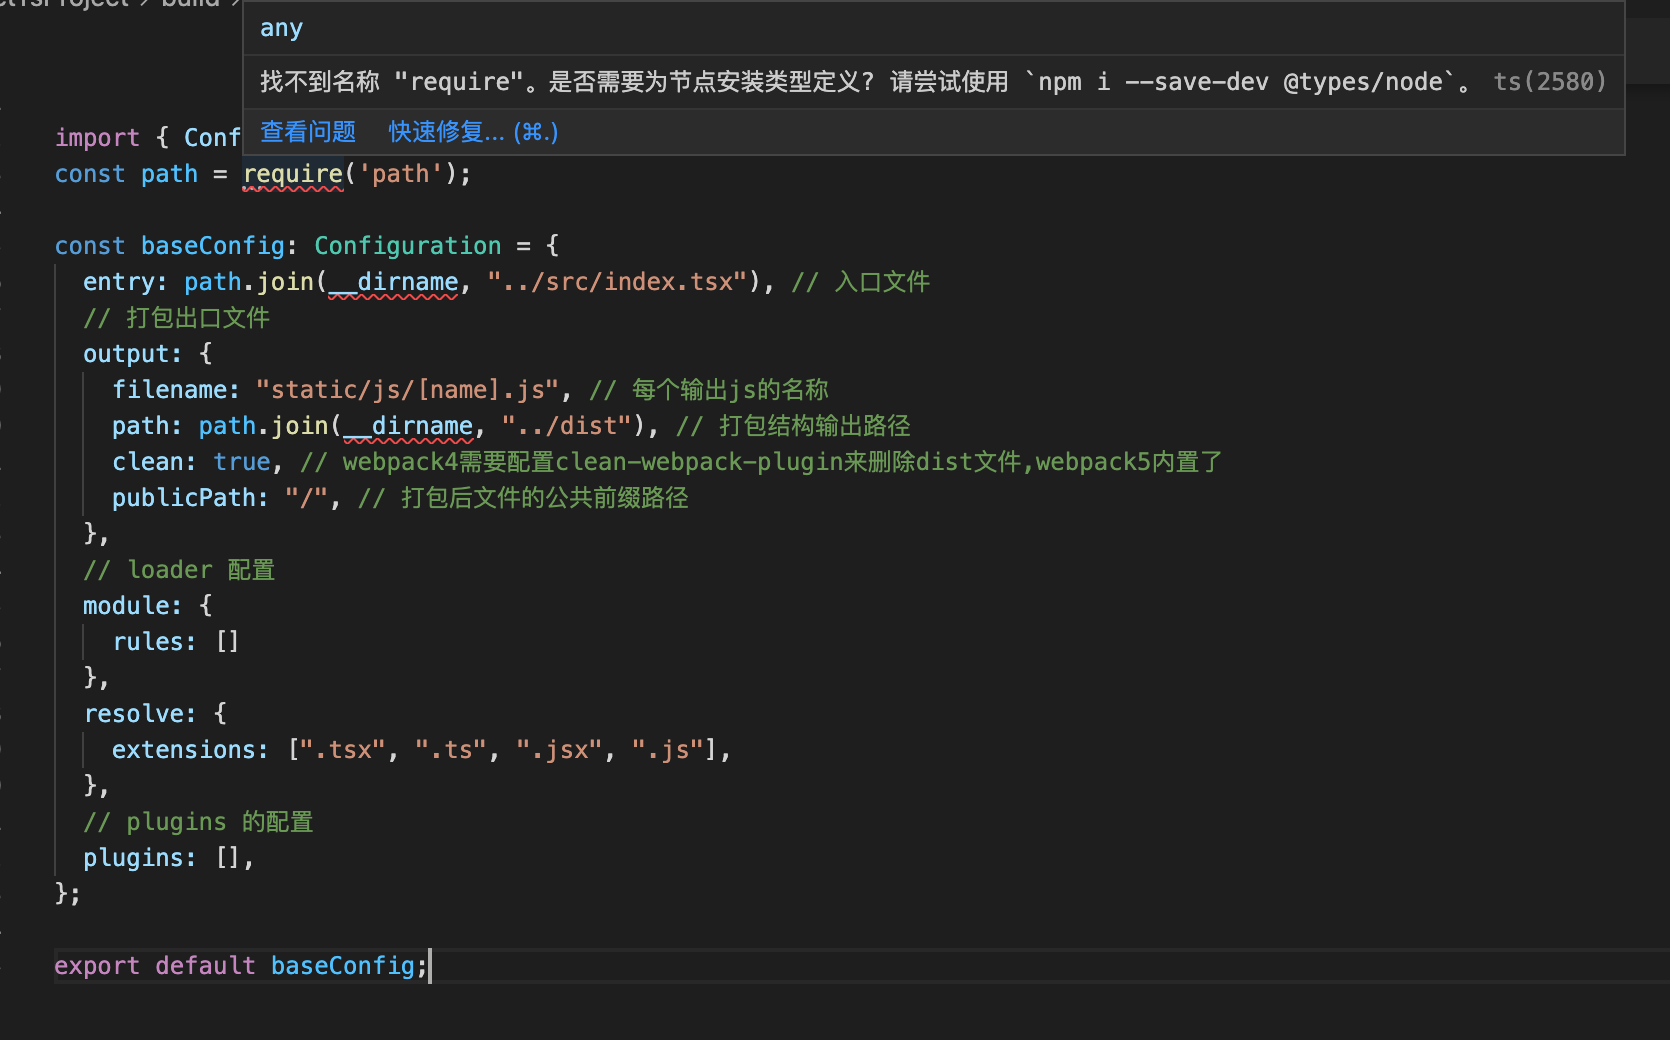 build
any
找不到名称 "require"。是否需要为节点安装类型定义? 请尝试使用 `npm i --save-dev @types/node`。 ts(2580)
查看问题 快速修复... (⌘.)
import { Conf
const path = require('path');
const baseConfig: Configuration = {
entry: path.join(__dirname, "../src/index.tsx"), // 入口文件
// 打包出口文件
output: {
filename: "static/js/[name].js", // 每个输出js的名称
path: path.join(__dirname, "../dist"), // 打包结构输出路径
clean: true, // webpack4需要配置clean-webpack-plugin来删除dist文件,webpack5内置了
publicPath: "/", // 打包后文件的公共前缀路径
},
// loader 配置
module: {
rules: []
},
resolve: {
extensions: [".tsx", ".ts", ".jsx", ".js"],
},
// plugins 的配置
plugins: [],
};
export default baseConfig;